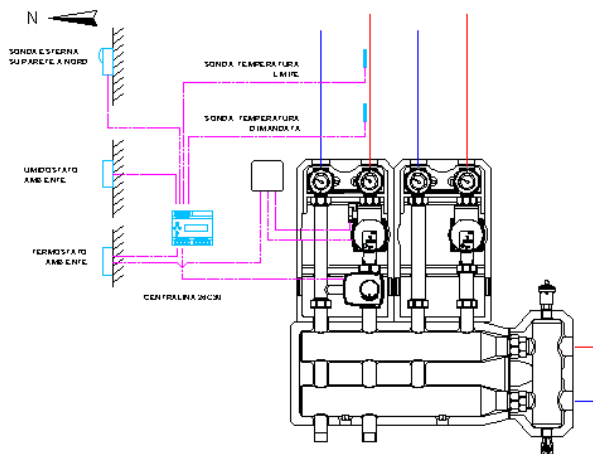 N
SONDA ESTERNA
SU PARETE A NORD
SONDA TEMPERATURA
LIMITE
SONDA TEMPERATURA
DI MANDATA
UMIDOSTATO
AMBIENTE
TERMOSTATO
AMBIENTE
CENTRALINA